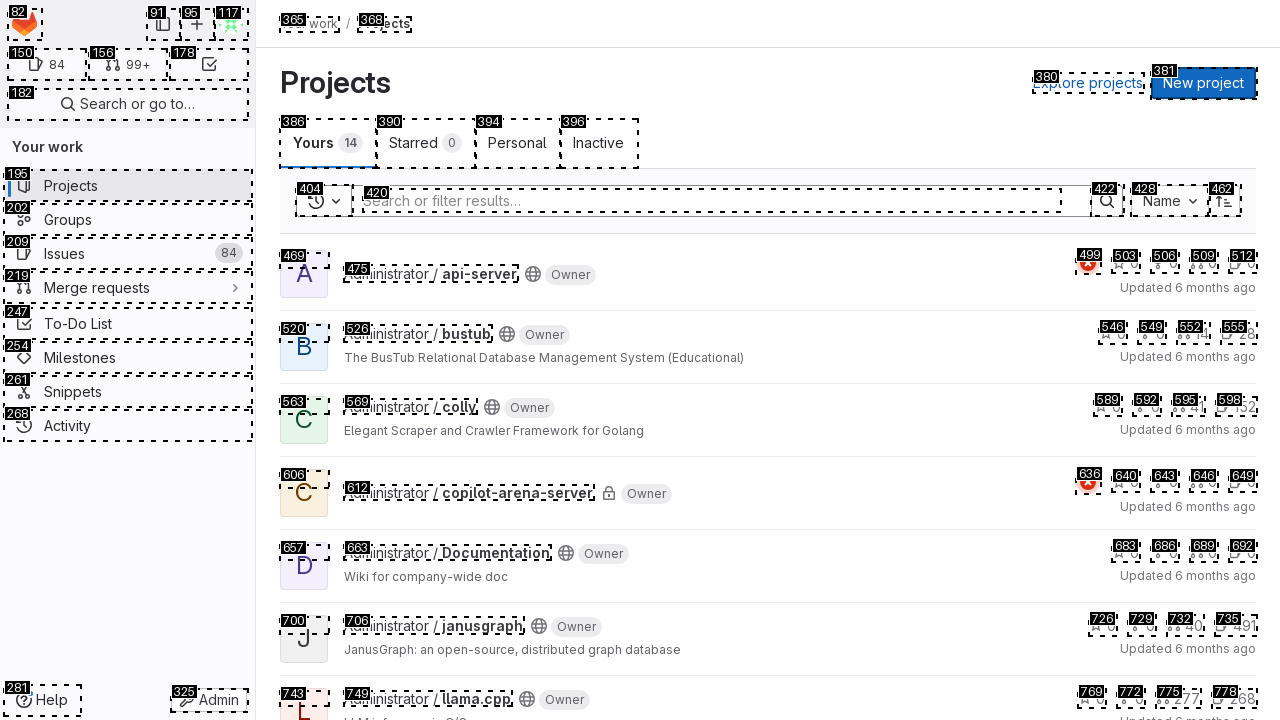 82
91
95
117
150
84
156
99+
178
182
Search or go to…
Your work
195
Projects
202
Groups
209
Issues
84
219
Merge requests
247
To-Do List
254
Milestones
261
Snippets
268
Activity
281
Help
325
Admin
365
work
/
368
Projects
Projects
380
Explore projects
381
New project
386
Yours 14
390
Starred 0
394
Personal
396
Inactive
404
420
Search or filter results…
422
428
Name
462
469
A
475
Administrator / api-server
Owner
499
503
506
509
512
Updated 6 months ago
520
B
526
Administrator / bustub
Owner
The BusTub Relational Database Management System (Educational)
546
549
552
14
555
28
Updated 6 months ago
563
C
569
Administrator / colly
Owner
Elegant Scraper and Crawler Framework for Golang
589
592
595
41
598
132
Updated 6 months ago
606
C
612
Administrator / copilot-arena-server
Owner
636
640
643
646
649
Updated 6 months ago
657
D
663
Administrator / Documentation
Owner
Wiki for company-wide doc
683
686
689
692
Updated 6 months ago
700
J
706
Administrator / janusgraph
Owner
JanusGraph: an open-source, distributed graph database
726
729
732
40
735
491
Updated 6 months ago
743
L
749
Administrator / llama.cpp
Owner
769
772
775
277
778
268